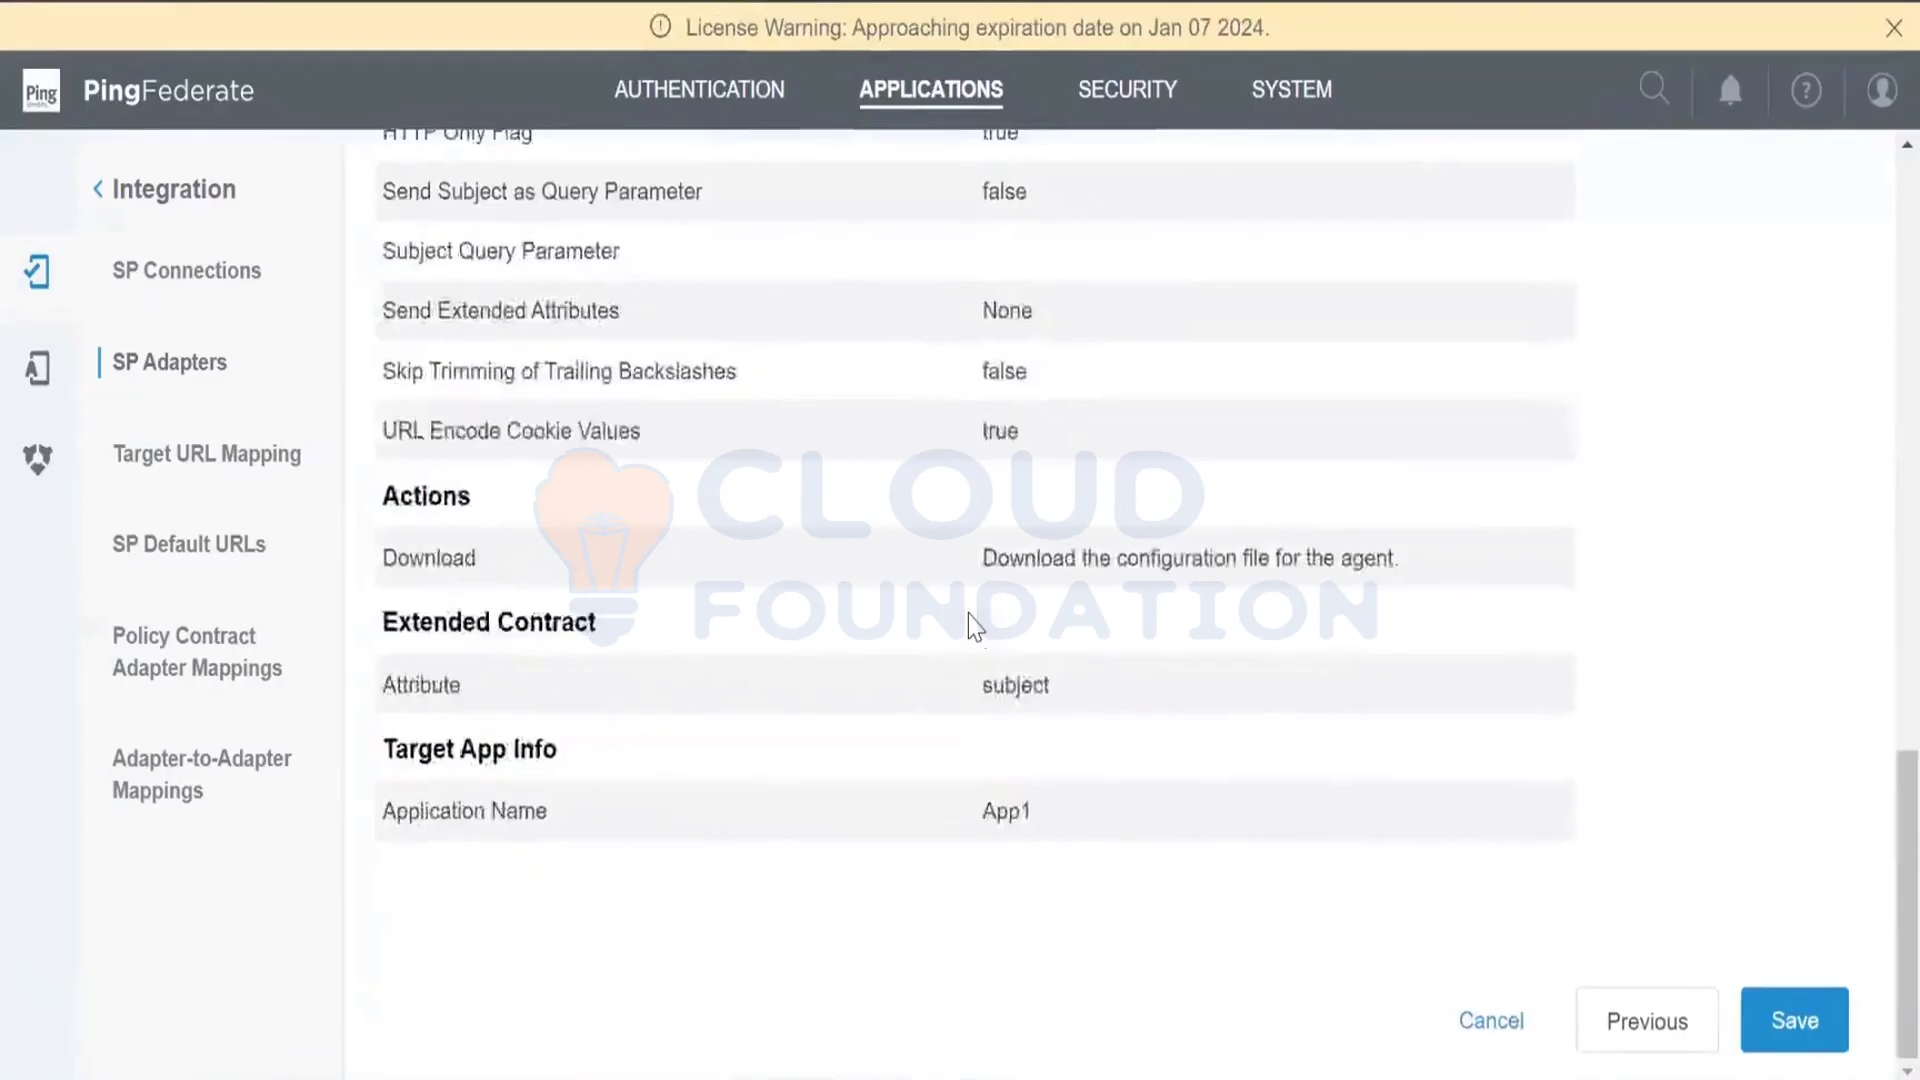 License Warning: Approaching expiration date on Jan 07 2024.
Ping
PingFederate
AUTHENTICATION
APPLICATIONS
SECURITY
SYSTEM
HTTP Only Flag true
Integration
Send Subject as Query Parameter false
Subject Query Parameter
SP Connections
Send Extended Attributes None
SP Adapters
Skip Trimming of Trailing Backslashes false
URL Encode Cookie Values true
Target URL Mapping
CLOUD
FOUNDATION
Actions
SP Default URLs
Download Download the configuration file for the agent.
Extended Contract
Policy Contract
Adapter Mappings
Attribute subject
Target App Info
Adapter-to-Adapter
Mappings
Application Name App1
Cancel
Previous
Save